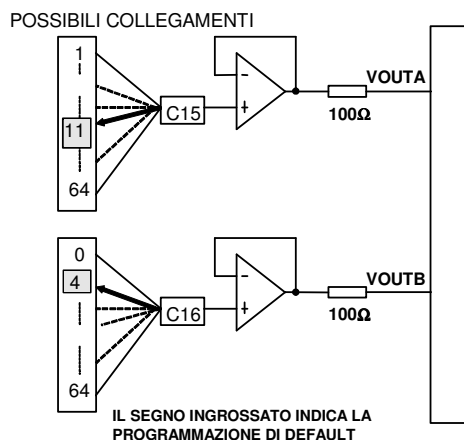 POSSIBILI COLLEGAMENTI
1
11
64
C15
-
+
VOUTA
100Ω
0
4
64
C16
-
+
VOUTB
100Ω
IL SEGNO INGROSSATO INDICA LA
PROGRAMMAZIONE DI DEFAULT